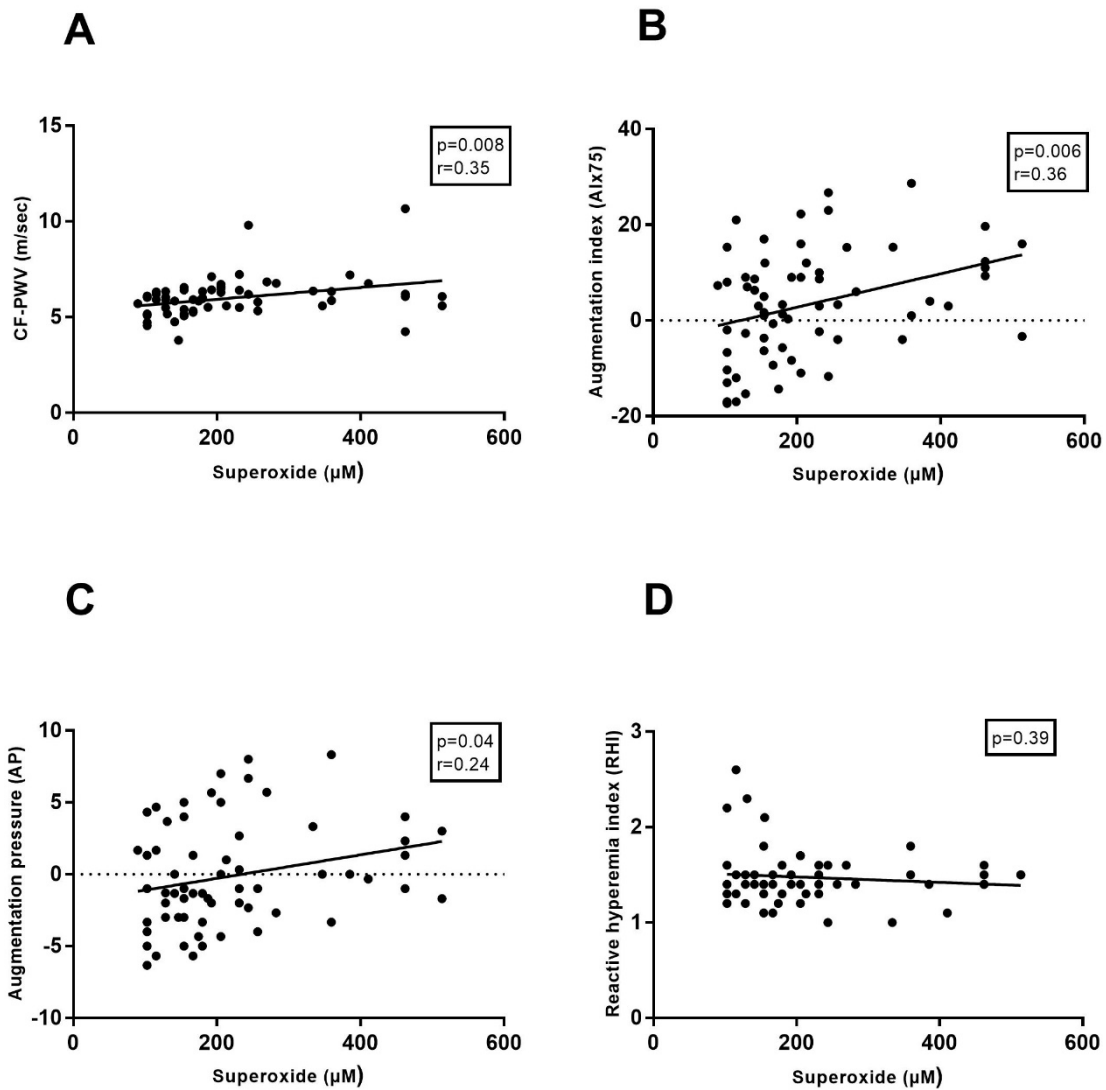 A
CF-PWV (m/sec)
15
10
5
0
p=0.008
r=0.35
0 200 400 600
Superoxide (µM)
B
Augmentation index (AIx75)
40
20
0
-20
p=0.006
r=0.36
0 200 400 600
Superoxide (µM)
C
Augmentation pressure (AP)
10
5
0
-5
-10
p=0.04
r=0.24
0 200 400 600
Superoxide (µM)
D
Reactive hyperemia index (RHI)
3
2
1
0
p=0.39
0 200 400 600
Superoxide (µM)